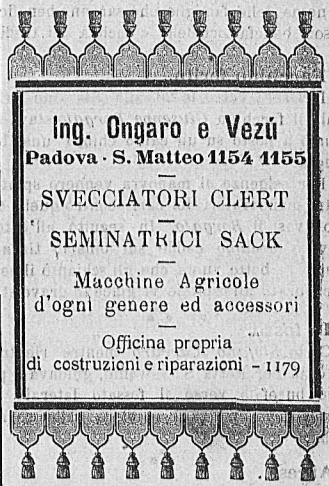 Ing. Ongaro e Vezú
Padova - S. Matteo 1154 1155
SVECCIATORI CLERT
SEMINATRICI SACK
Macchine Agricole
d'ogni genere ed accessori
Officina propria
di costruzioni e riparazioni - 1179